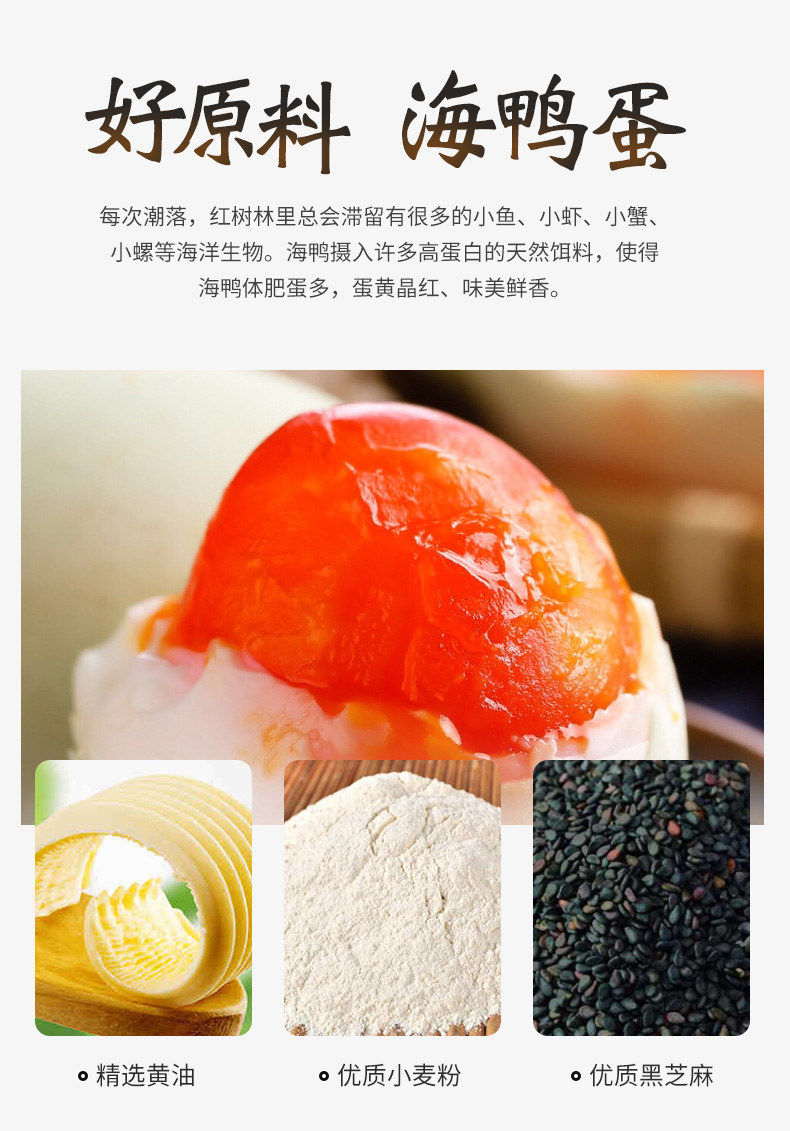 好原料 海鸭蛋
每次潮落，红树林里总会滞留有很多的小鱼、小虾、小蟹、
小螺等海洋生物。海鸭摄入许多高蛋白的天然饵料，使得
海鸭体肥蛋多，蛋黄晶红、味美鲜香。
精选黄油
优质小麦粉
优质黑芝麻